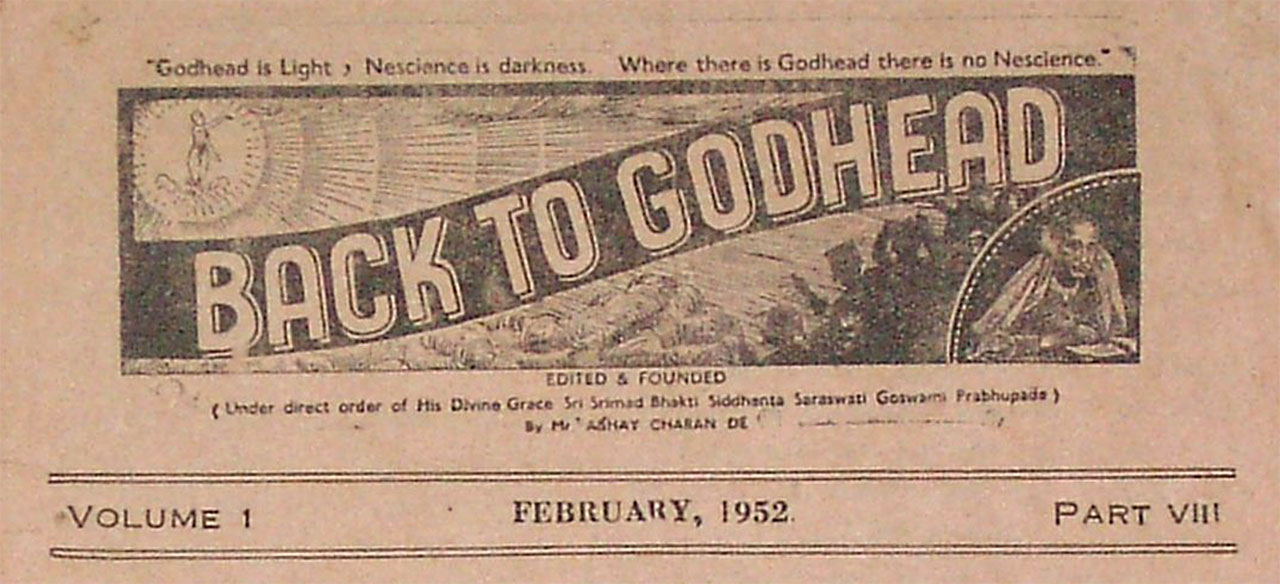 "Godhead is Light , Nescience is darkness. Where there is Godhead there is no Nescience."
BACK TO GODHEAD
EDITED & FOUNDED
( Under direct order of His Divine Grace Sri Srimad Bhakti Siddhanta Saraswati Goswami Prabhupada )
By Mr ABHAY CHARAN DE
VOLUME 1 FEBRUARY, 1952. PART VIII